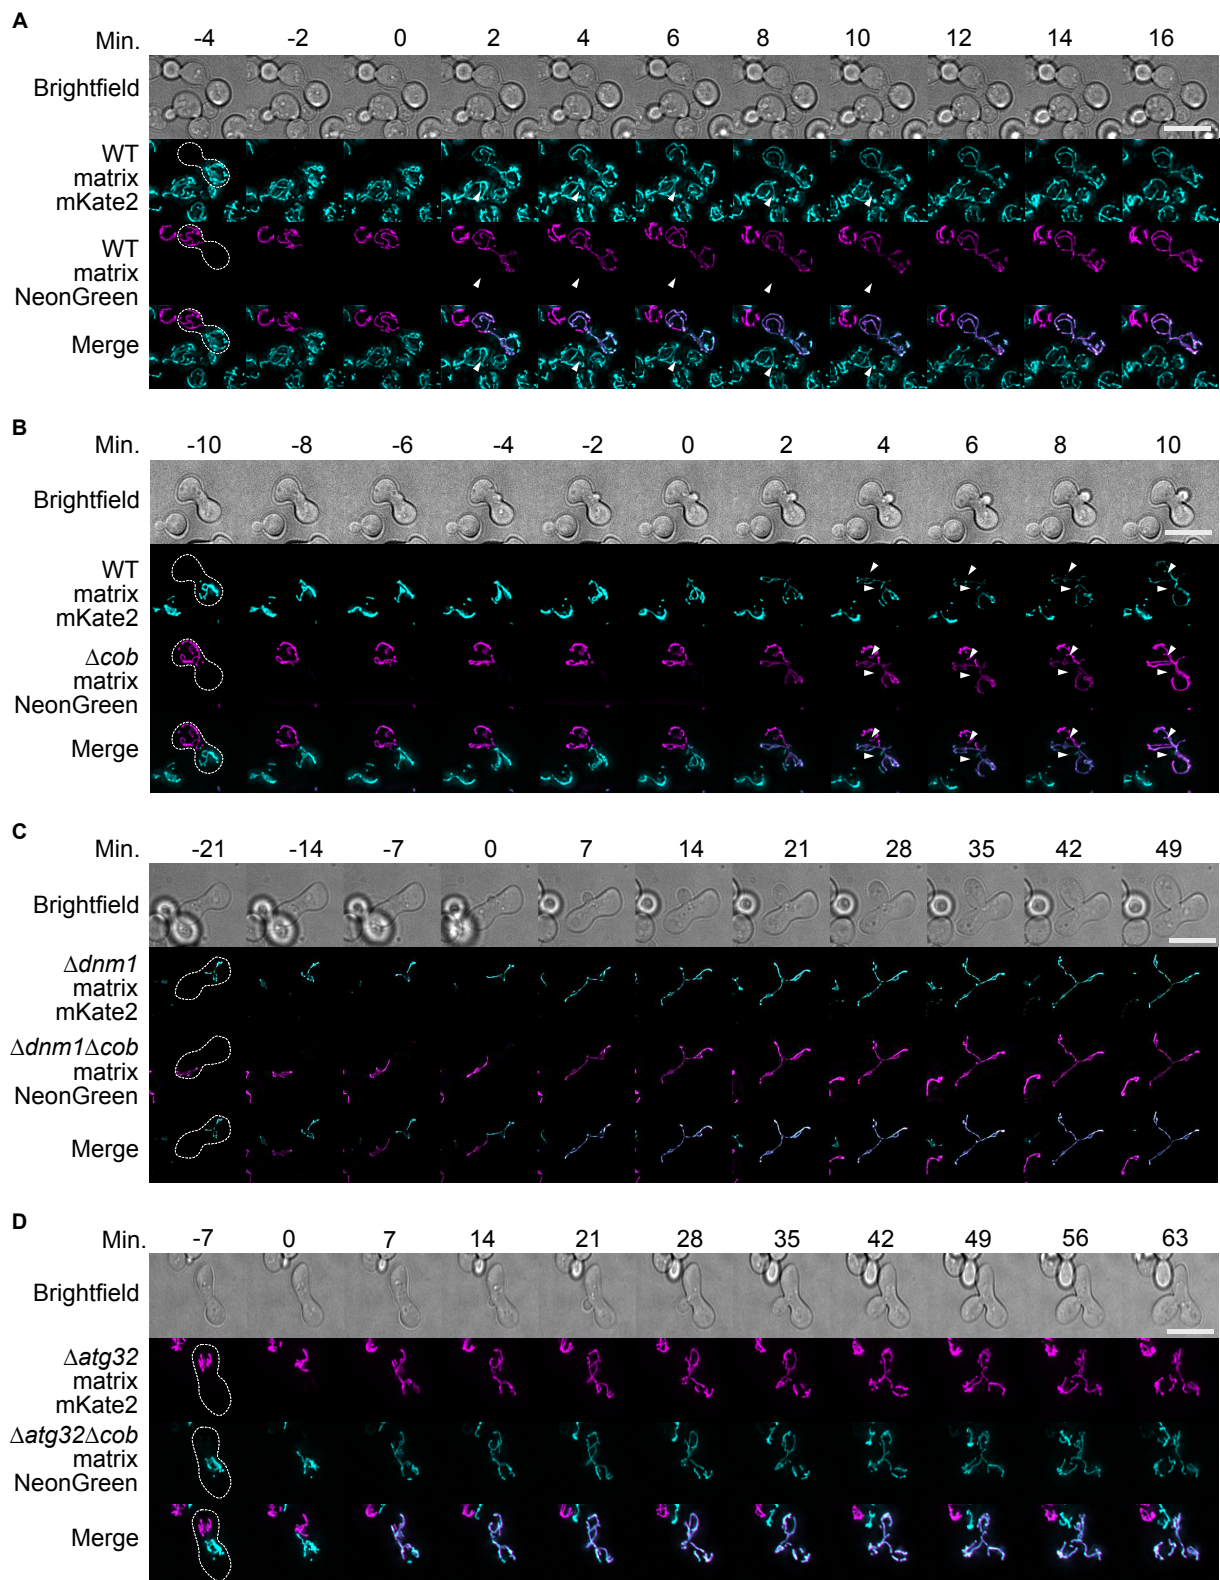 A
Min. -4 -2 0 2 4 6 8 10 12 14 16
Brightfield
WT
matrix
mKate2
WT
matrix
NeonGreen
Merge
B
Min. -10 -8 -6 -4 -2 0 2 4 6 8 10
Brightfield
WT
matrix
mKate2
Δcob
matrix
NeonGreen
Merge
C
Min. -21 -14 -7 0 7 14 21 28 35 42 49
Brightfield
Δdnm1
matrix
mKate2
Δdnm1Δcob
matrix
NeonGreen
Merge
D
Min. -7 0 7 14 21 28 35 42 49 56 63
Brightfield
Δatg32
matrix
mKate2
Δatg32Δcob
matrix
NeonGreen
Merge